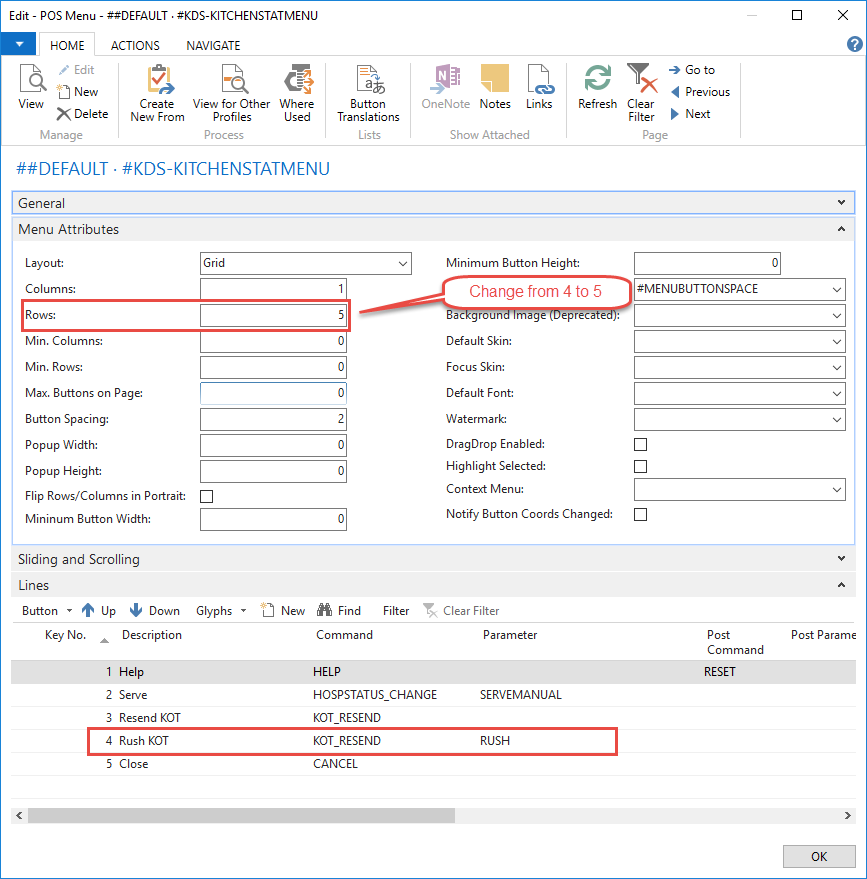 Edit - POS Menu - ##DEFAULT · #KDS-KITCHENSTATMENU
HOME ACTIONS NAVIGATE
View
Edit
New
Delete
Manage
Create New From
View for Other Profiles
Where Used
Process
Button Translations
Lists
OneNote
Notes
Links
Show Attached
Refresh
Clear Filter
Go to
Previous
Next
Page
##DEFAULT · #KDS-KITCHENSTATMENU
General
Menu Attributes
Layout: Grid
Columns: 1
Rows: 5
Min. Columns: 0
Min. Rows: 0
Max. Buttons on Page: 0
Button Spacing: 2
Popup Width: 0
Popup Height: 0
Flip Rows/Columns in Portrait:
Mininum Button Width: 0
Minimum Button Height: 0
Change from 4 to 5
#MENUBUTTONSPACE
Background Image (Deprecated):
Default Skin:
Focus Skin:
Default Font:
Watermark:
DragDrop Enabled:
Highlight Selected:
Context Menu:
Notify Button Coords Changed:
Sliding and Scrolling
Lines
Button Up Down Glyphs New Find Filter Clear Filter
Key No. Description Command Parameter Post Command Post Parame
1 Help HELP RESET
2 Serve HOSPSTATUS_CHANGE SERVEMANUAL
3 Resend KOT KOT_RESEND
4 Rush KOT KOT_RESEND RUSH
5 Close CANCEL
OK